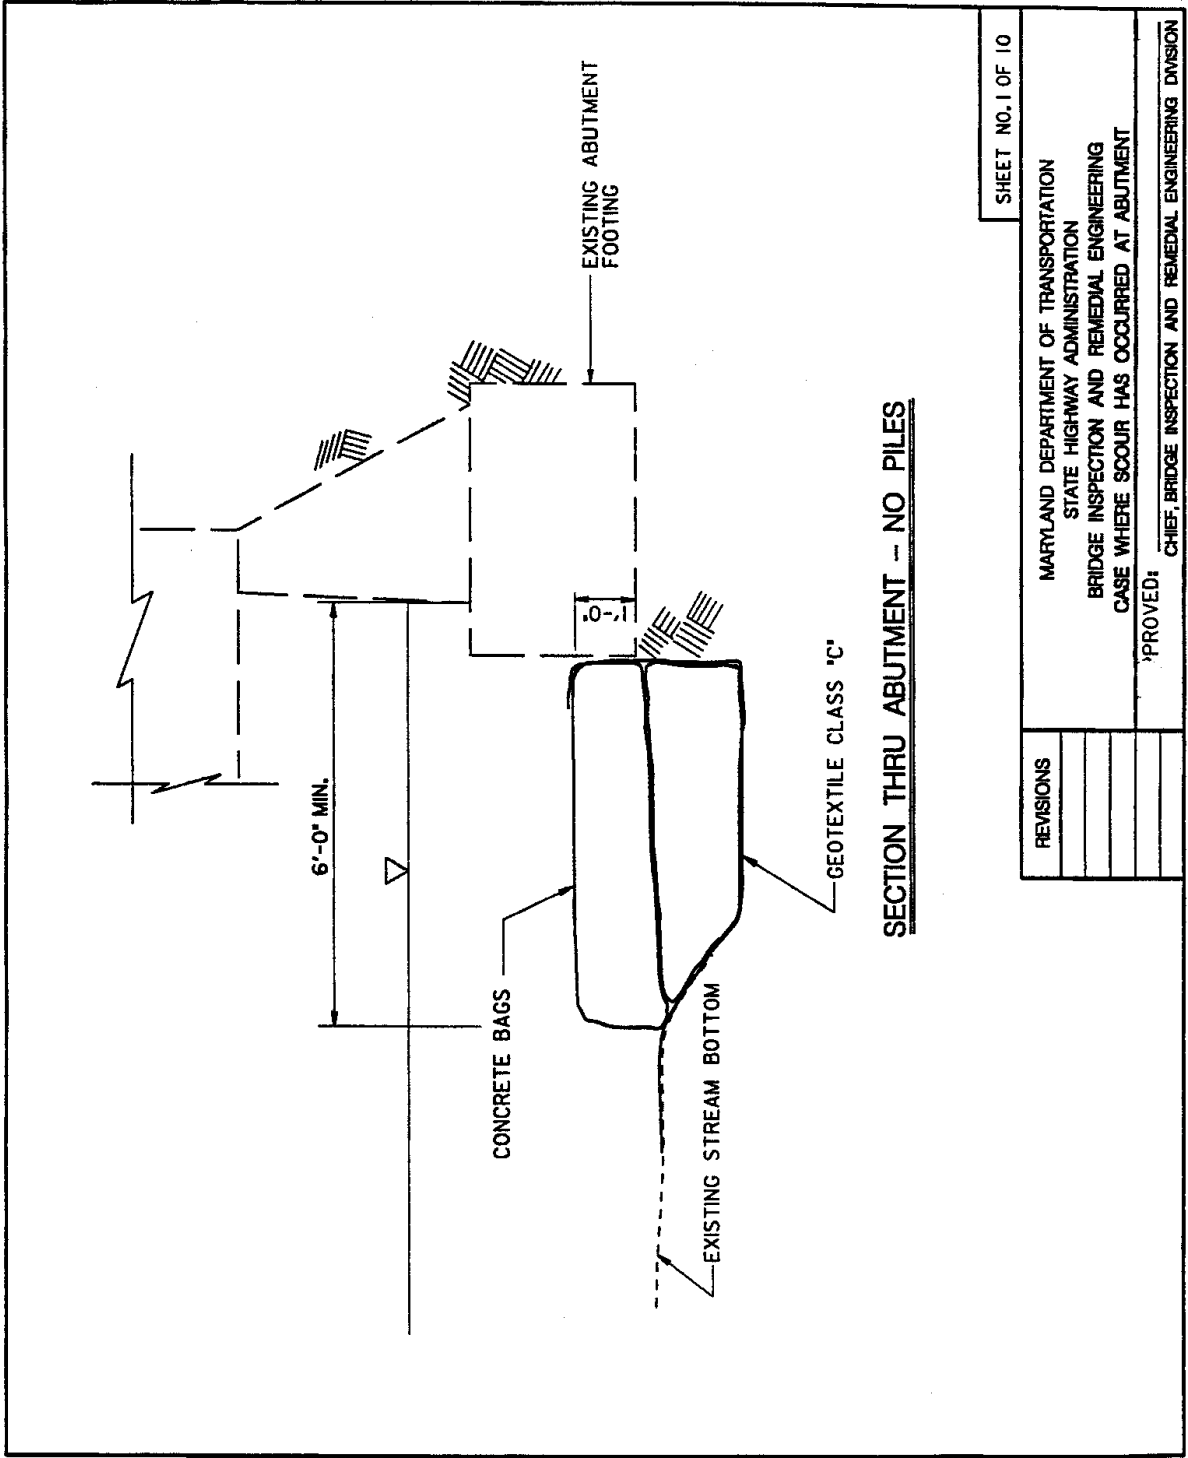 6'-0" MIN.
CONCRETE BAGS
1'-0"
EXISTING ABUTMENT
FOOTING
EXISTING STREAM BOTTOM
GEOTEXTILE CLASS "C"
SECTION THRU ABUTMENT - NO PILES
SHEET NO. 1 OF 10
REVISIONS
MARYLAND DEPARTMENT OF TRANSPORTATION
STATE HIGHWAY ADMINISTRATION
BRIDGE INSPECTION AND REMEDIAL ENGINEERING
CASE WHERE SCOUR HAS OCCURRED AT ABUTMENT
PROVED:
CHIEF, BRIDGE INSPECTION AND REMEDIAL ENGINEERING DIVISION